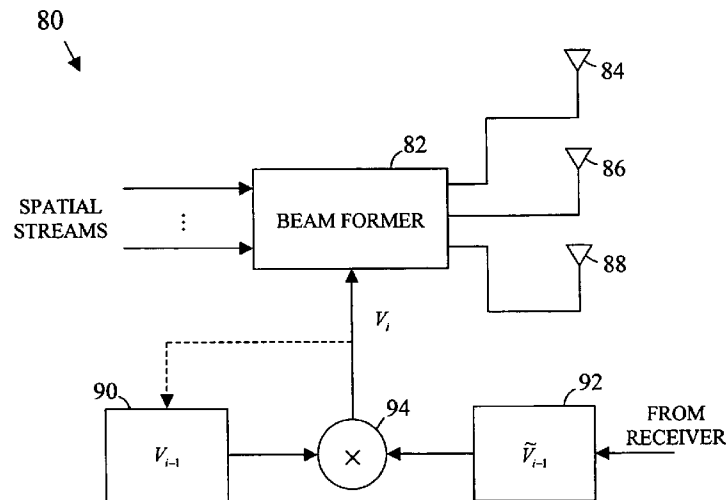 80
84
82
86
SPATIAL
STREAMS
...
BEAM FORMER
88
V_i
90
94
92
FROM
RECEIVER
V_{i-1}
×
Ṽ_{i-1}